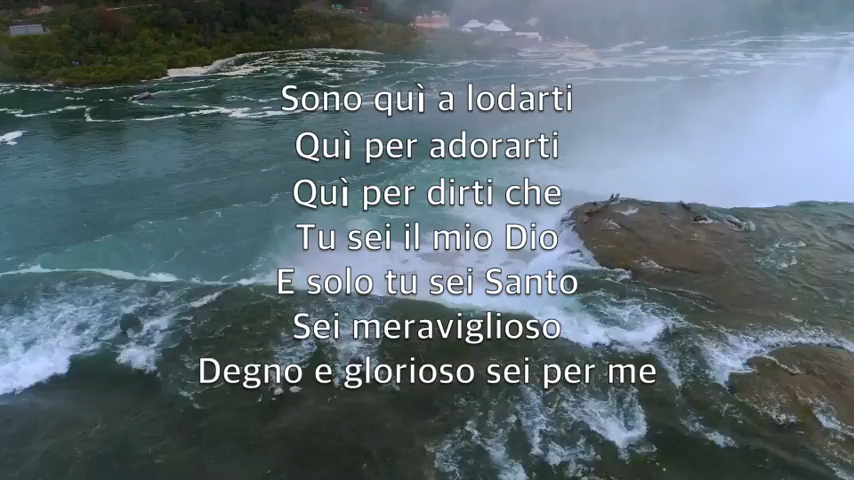 Sono quì a lodarti
Quì per adorarti
Quì per dirti che
Tu sei il mio Dio
E solo tu sei Santo
Sei meraviglioso
Degno e glorioso sei per me